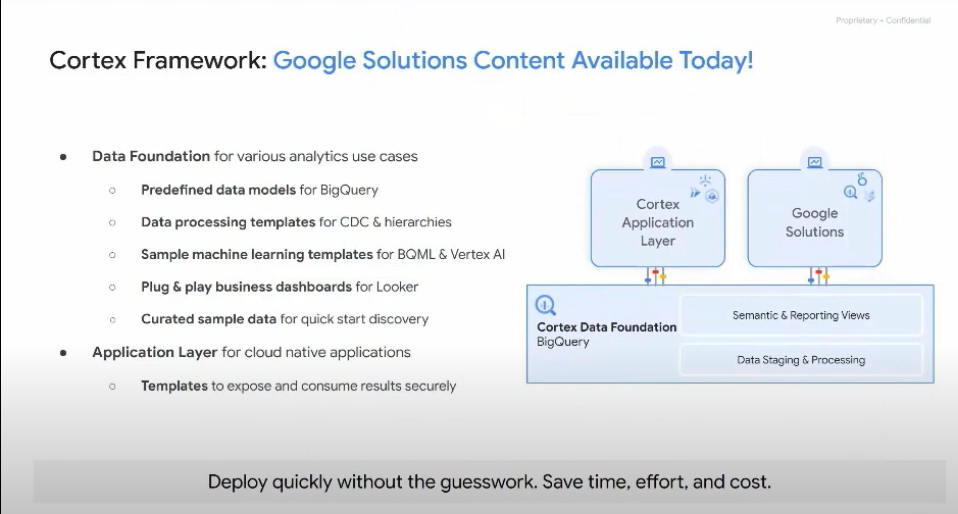 Proprietary + Confidential
Cortex Framework: Google Solutions Content Available Today!
● Data Foundation for various analytics use cases
○ Predefined data models for BigQuery
○ Data processing templates for CDC & hierarchies
○ Sample machine learning templates for BQML & Vertex AI
○ Plug & play business dashboards for Looker
○ Curated sample data for quick start discovery
● Application Layer for cloud native applications
○ Templates to expose and consume results securely
Cortex
Application
Layer
Google
Solutions
Cortex Data Foundation
BigQuery
Semantic & Reporting Views
Data Staging & Processing
Deploy quickly without the guesswork. Save time, effort, and cost.